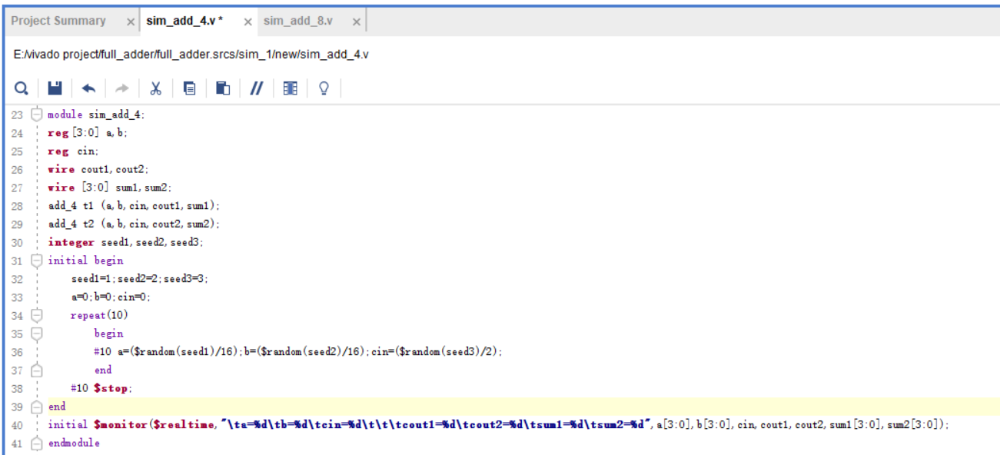 Project Summary × sim_add_4.v * × sim_add_8.v ×
E:/vivado project/full_adder/full_adder.srcs/sim_1/new/sim_add_4.v
23 module sim_add_4;
24 reg[3:0] a,b;
25 reg cin;
26 wire cout1,cout2;
27 wire [3:0] sum1,sum2;
28 add_4 t1 (a,b,cin,cout1,sum1);
29 add_4 t2 (a,b,cin,cout2,sum2);
30 integer seed1,seed2,seed3;
31 initial begin
32 seed1=1;seed2=2;seed3=3;
33 a=0;b=0;cin=0;
34 repeat(10)
35 begin
36 #10 a=($random(seed1)/16);b=($random(seed2)/16);cin=($random(seed3)/2);
37 end
38 #10 $stop;
39 end
40 initial $monitor($realtime,"\ta=%d\tb=%d\tcin=%d\t\t\tcout1=%d\tcout2=%d\tsum1=%d\tsum2=%d",a[3:0],b[3:0],cin,cout1,cout2,sum1[3:0],sum2[3:0]);
41 endmodule